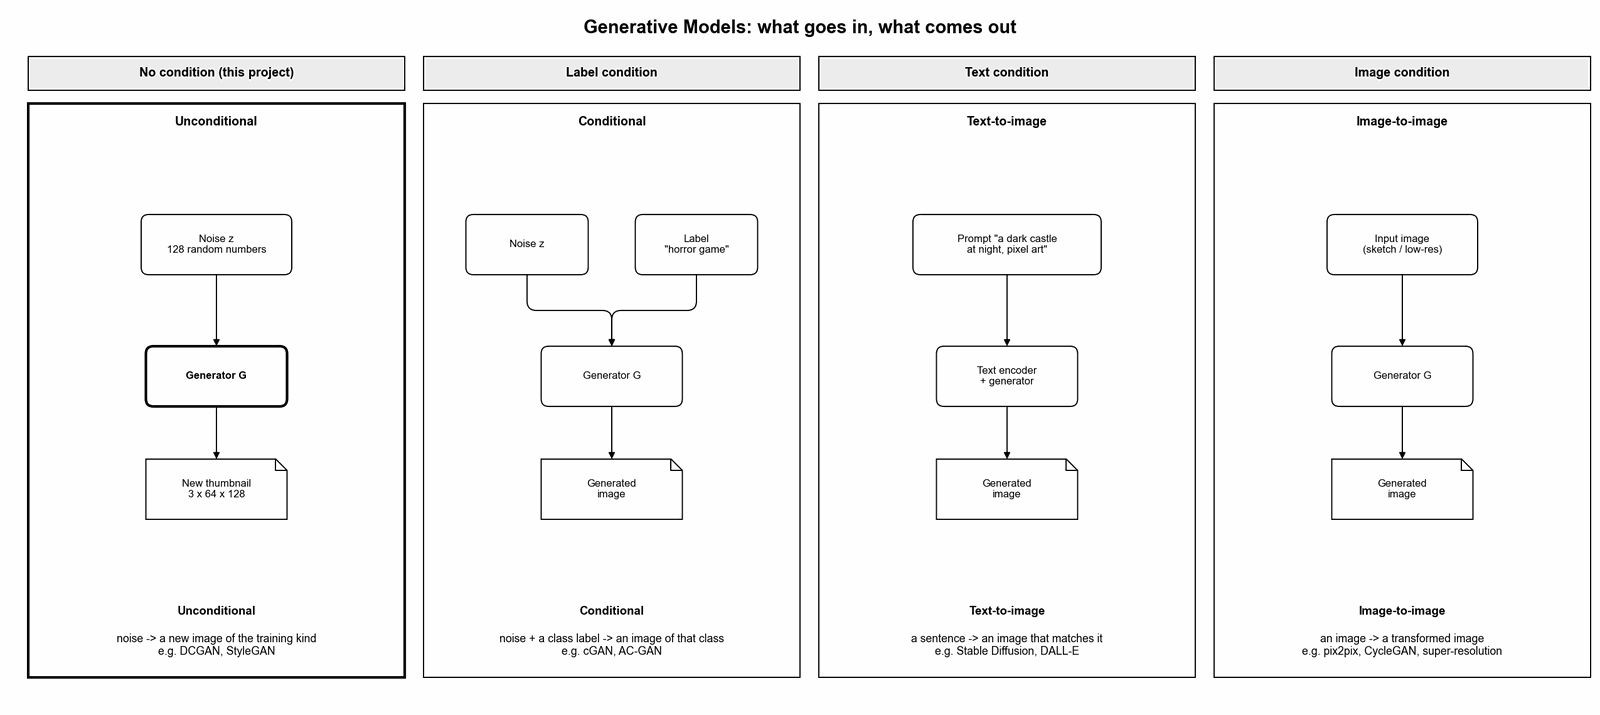 Generative Models: what goes in, what comes out
No condition (this project)
Unconditional
Noise z
128 random numbers
Generator G
New thumbnail
3 x 64 x 128
Unconditional
noise -> a new image of the training kind
e.g. DCGAN, StyleGAN
Label condition
Conditional
Noise z
Label
"horror game"
Generator G
Generated
image
Conditional
noise + a class label -> an image of that class
e.g. cGAN, AC-GAN
Text condition
Text-to-image
Prompt "a dark castle
at night, pixel art"
Text encoder
+ generator
Generated
image
Text-to-image
a sentence -> an image that matches it
e.g. Stable Diffusion, DALL-E
Image condition
Image-to-image
Input image
(sketch / low-res)
Generator G
Generated
image
Image-to-image
an image -> a transformed image
e.g. pix2pix, CycleGAN, super-resolution